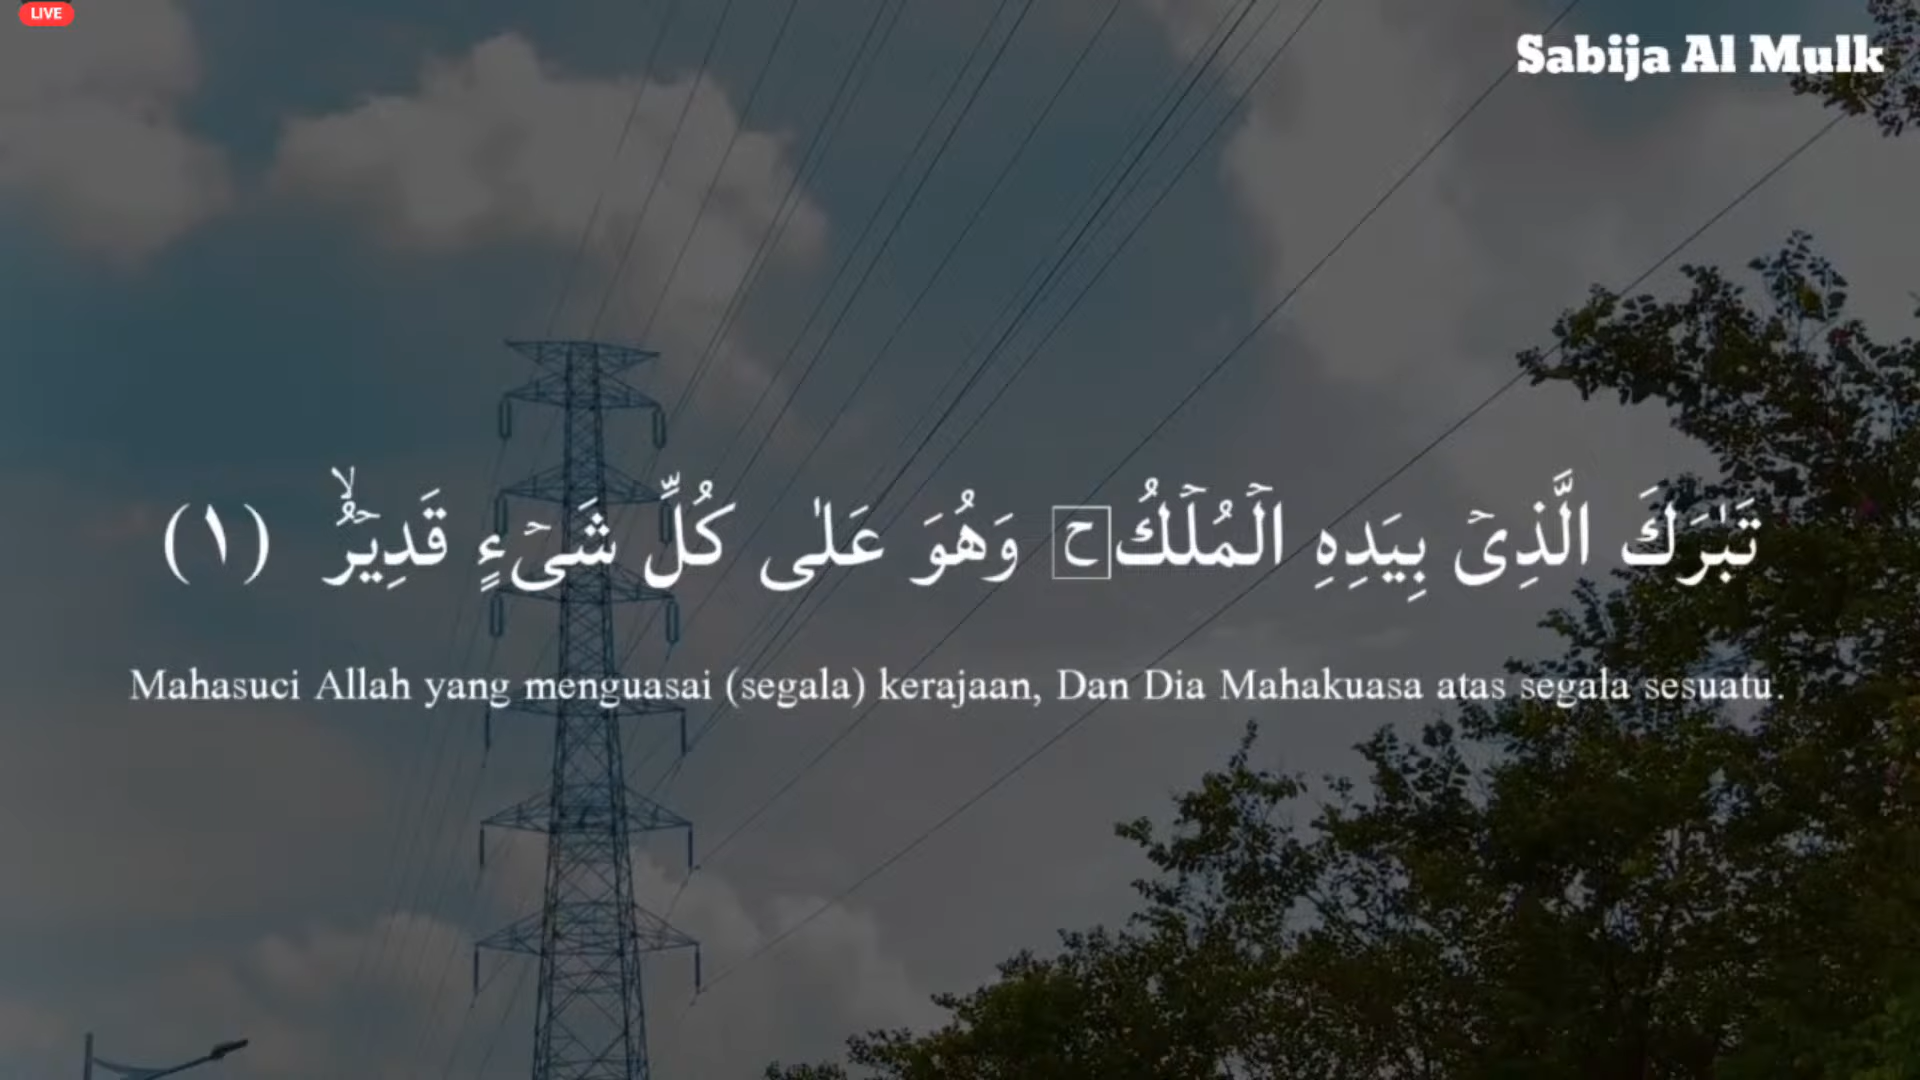 LIVE
Sabija Al Mulk
تَبٰرَكَ الَّذِىۡ بِيَدِهِ الۡمُلۡكُ ح وَهُوَ عَلٰى كُلِّ شَىۡءٍ قَدِيۡرُۙ‏ (١)
Mahasuci Allah yang menguasai (segala) kerajaan, Dan Dia Mahakuasa atas segala sesuatu.